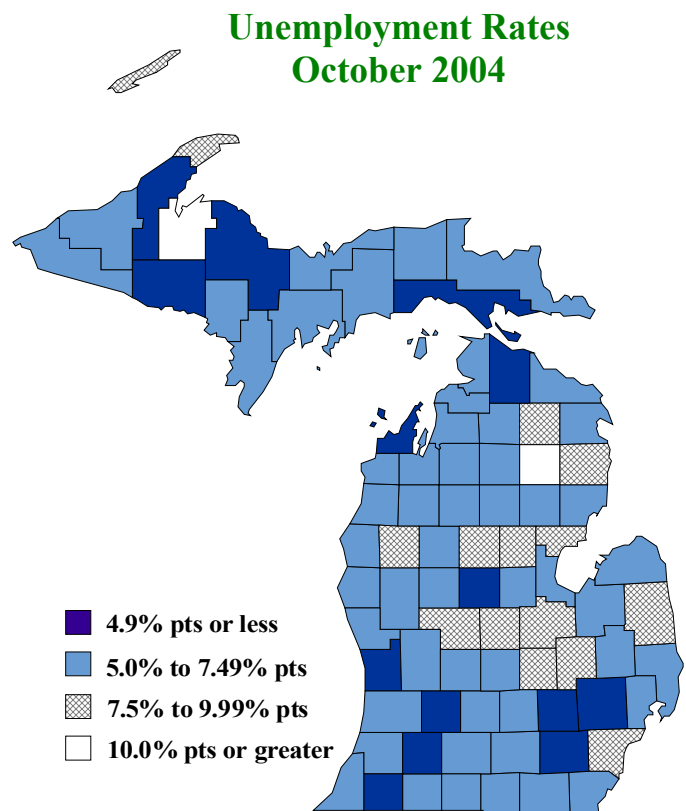 Unemployment Rates
October 2004
4.9% pts or less
5.0% to 7.49% pts
7.5% to 9.99% pts
10.0% pts or greater